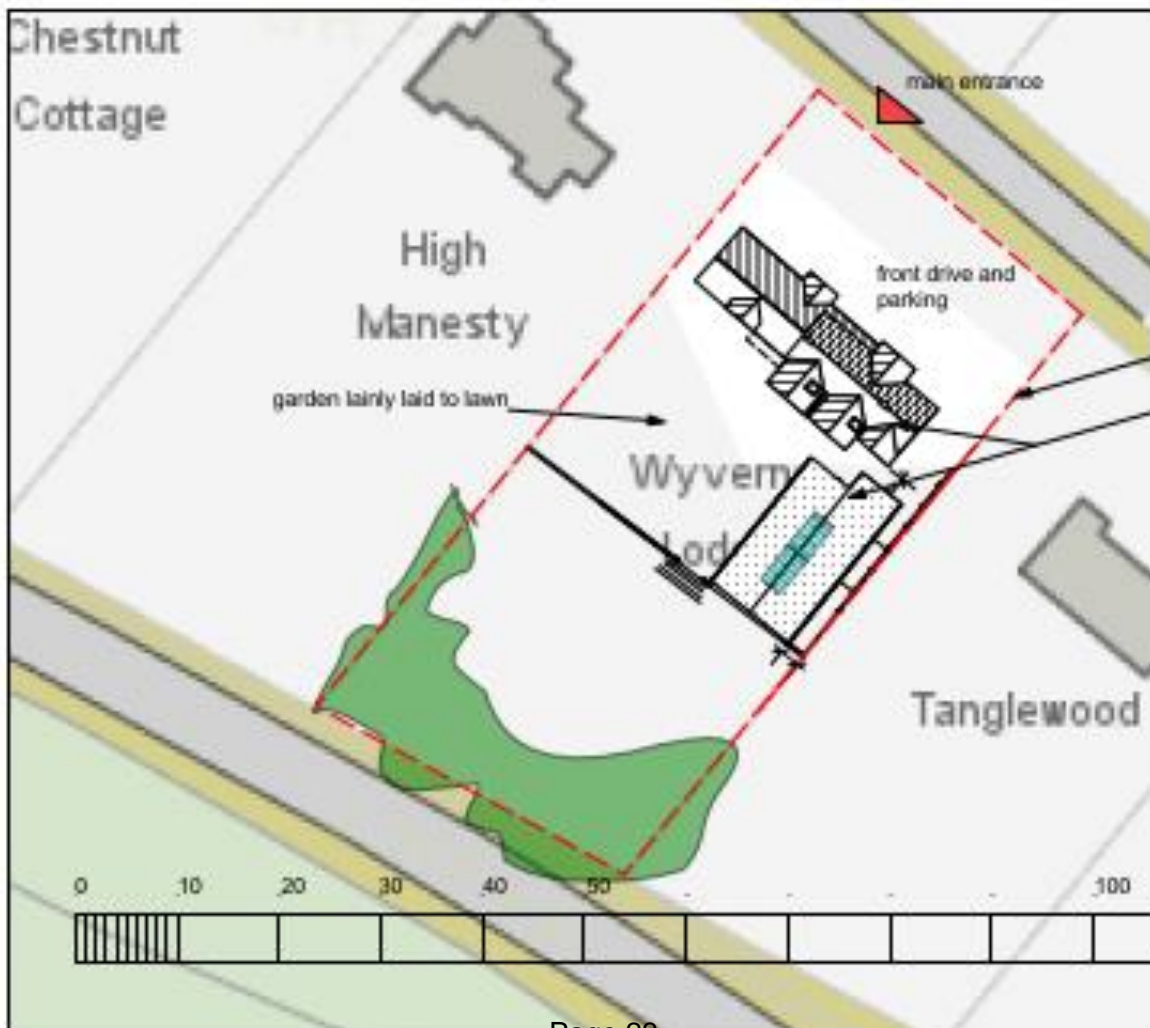 Chestnut
Cottage
main entrance
High
Manesty
front drive and
parking
garden lainly laid to lawn
Wyvern
Lod
Tanglewood
0 10 20 30 40 50 100